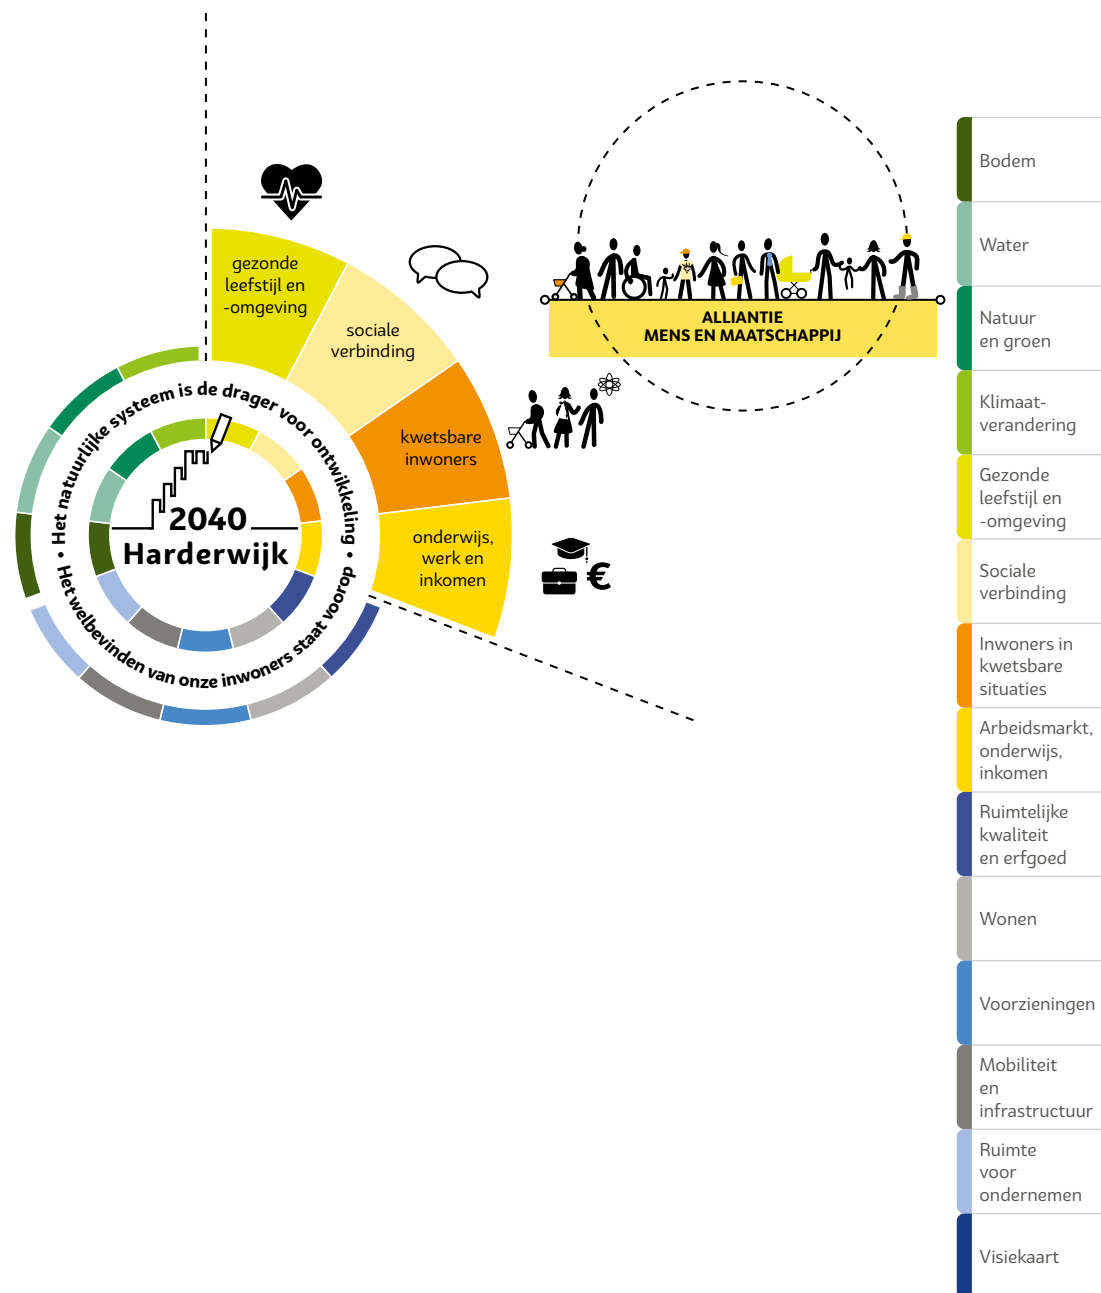 gezonde
leefstijl en
-omgeving
sociale
verbinding
kwetsbare
inwoners
onderwijs,
werk en
inkomen
• Het natuurlijke systeem is de drager voor ontwikkeling •
Het welbevinden van onze inwoners staat voorop
2040
Harderwijk
€
ALLIANTIE
MENS EN MAATSCHAPPIJ
Bodem
Water
Natuur
en groen
Klimaat-
verandering
Gezonde
leefstijl en
-omgeving
Sociale
verbinding
Inwoners in
kwetsbare
situaties
Arbeidsmarkt,
onderwijs,
inkomen
Ruimtelijke
kwaliteit
en erfgoed
Wonen
Voorzieningen
Mobiliteit
en
infrastructuur
Ruimte
voor
ondernemen
Visiekaart